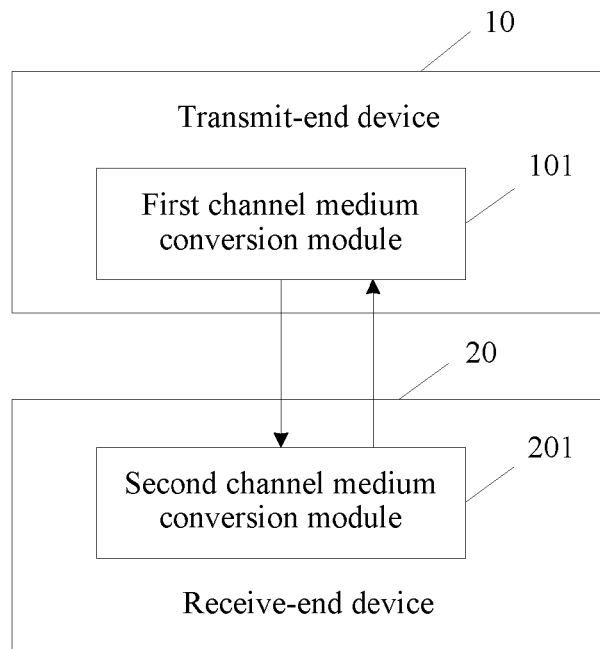 10
Transmit-end device
101
First channel medium
conversion module
20
201
Second channel medium
conversion module
Receive-end device